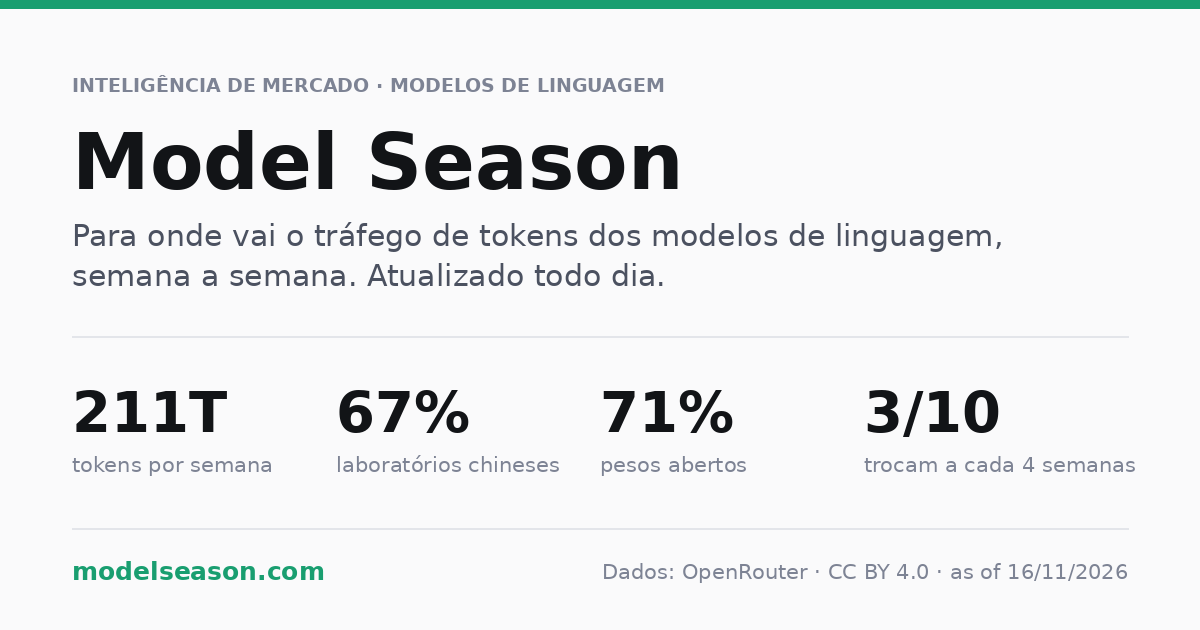 INTELIGÊNCIA DE MERCADO · MODELOS DE LINGUAGEM
Model Season
Para onde vai o tráfego de tokens dos modelos de linguagem,
semana a semana. Atualizado todo dia.
211T
tokens por semana
67%
laboratórios chineses
71%
pesos abertos
3/10
trocam a cada 4 semanas
modelseason.com
Dados: OpenRouter · CC BY 4.0 · as of 16/11/2026